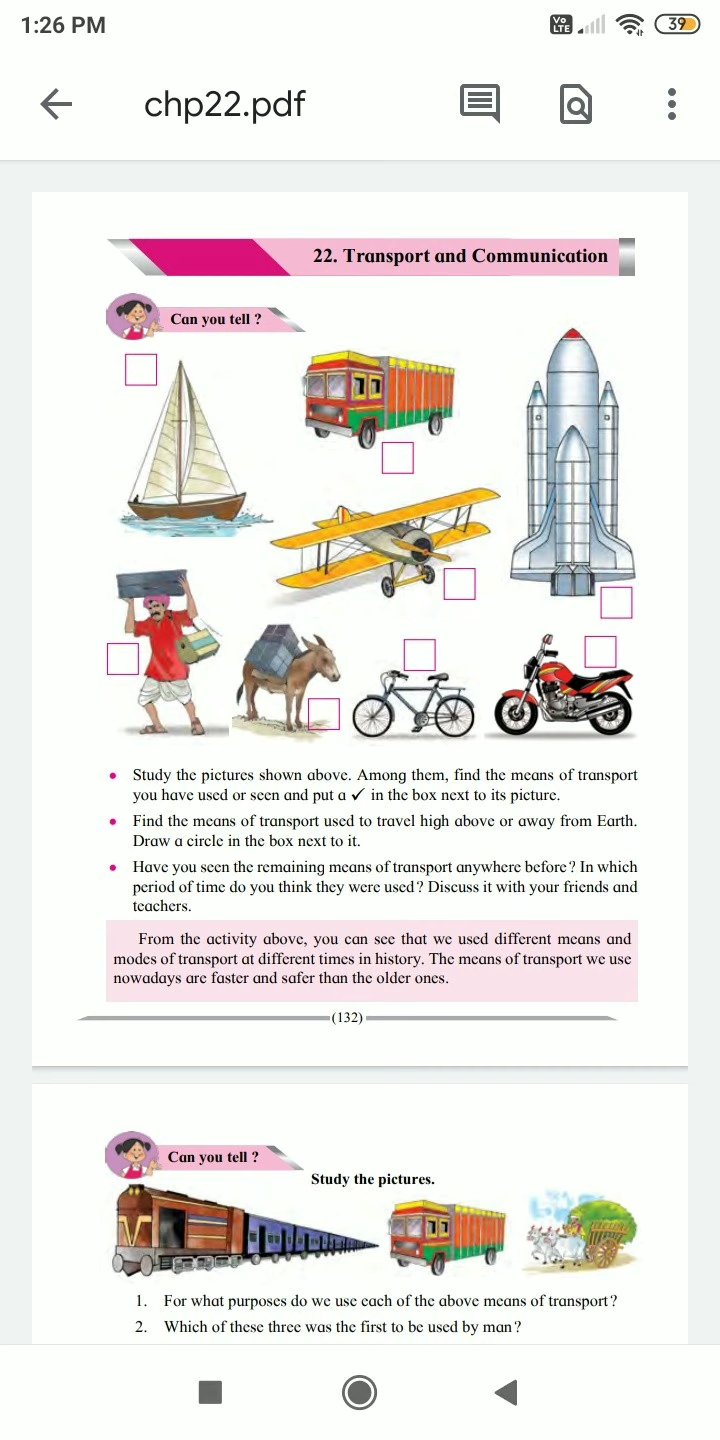 1:26 PM
Vo LTE
39
chp22.pdf
22. Transport and Communication
Can you tell ?
• Study the pictures shown above. Among them, find the means of transport
you have used or seen and put a ✓ in the box next to its picture.
• Find the means of transport used to travel high above or away from Earth.
Draw a circle in the box next to it.
• Have you seen the remaining means of transport anywhere before? In which
period of time do you think they were used? Discuss it with your friends and
teachers.
From the activity above, you can see that we used different means and
modes of transport at different times in history. The means of transport we use
nowadays are faster and safer than the older ones.
(132)
Can you tell ?
Study the pictures.
1. For what purposes do we use each of the above means of transport?
2. Which of these three was the first to be used by man?